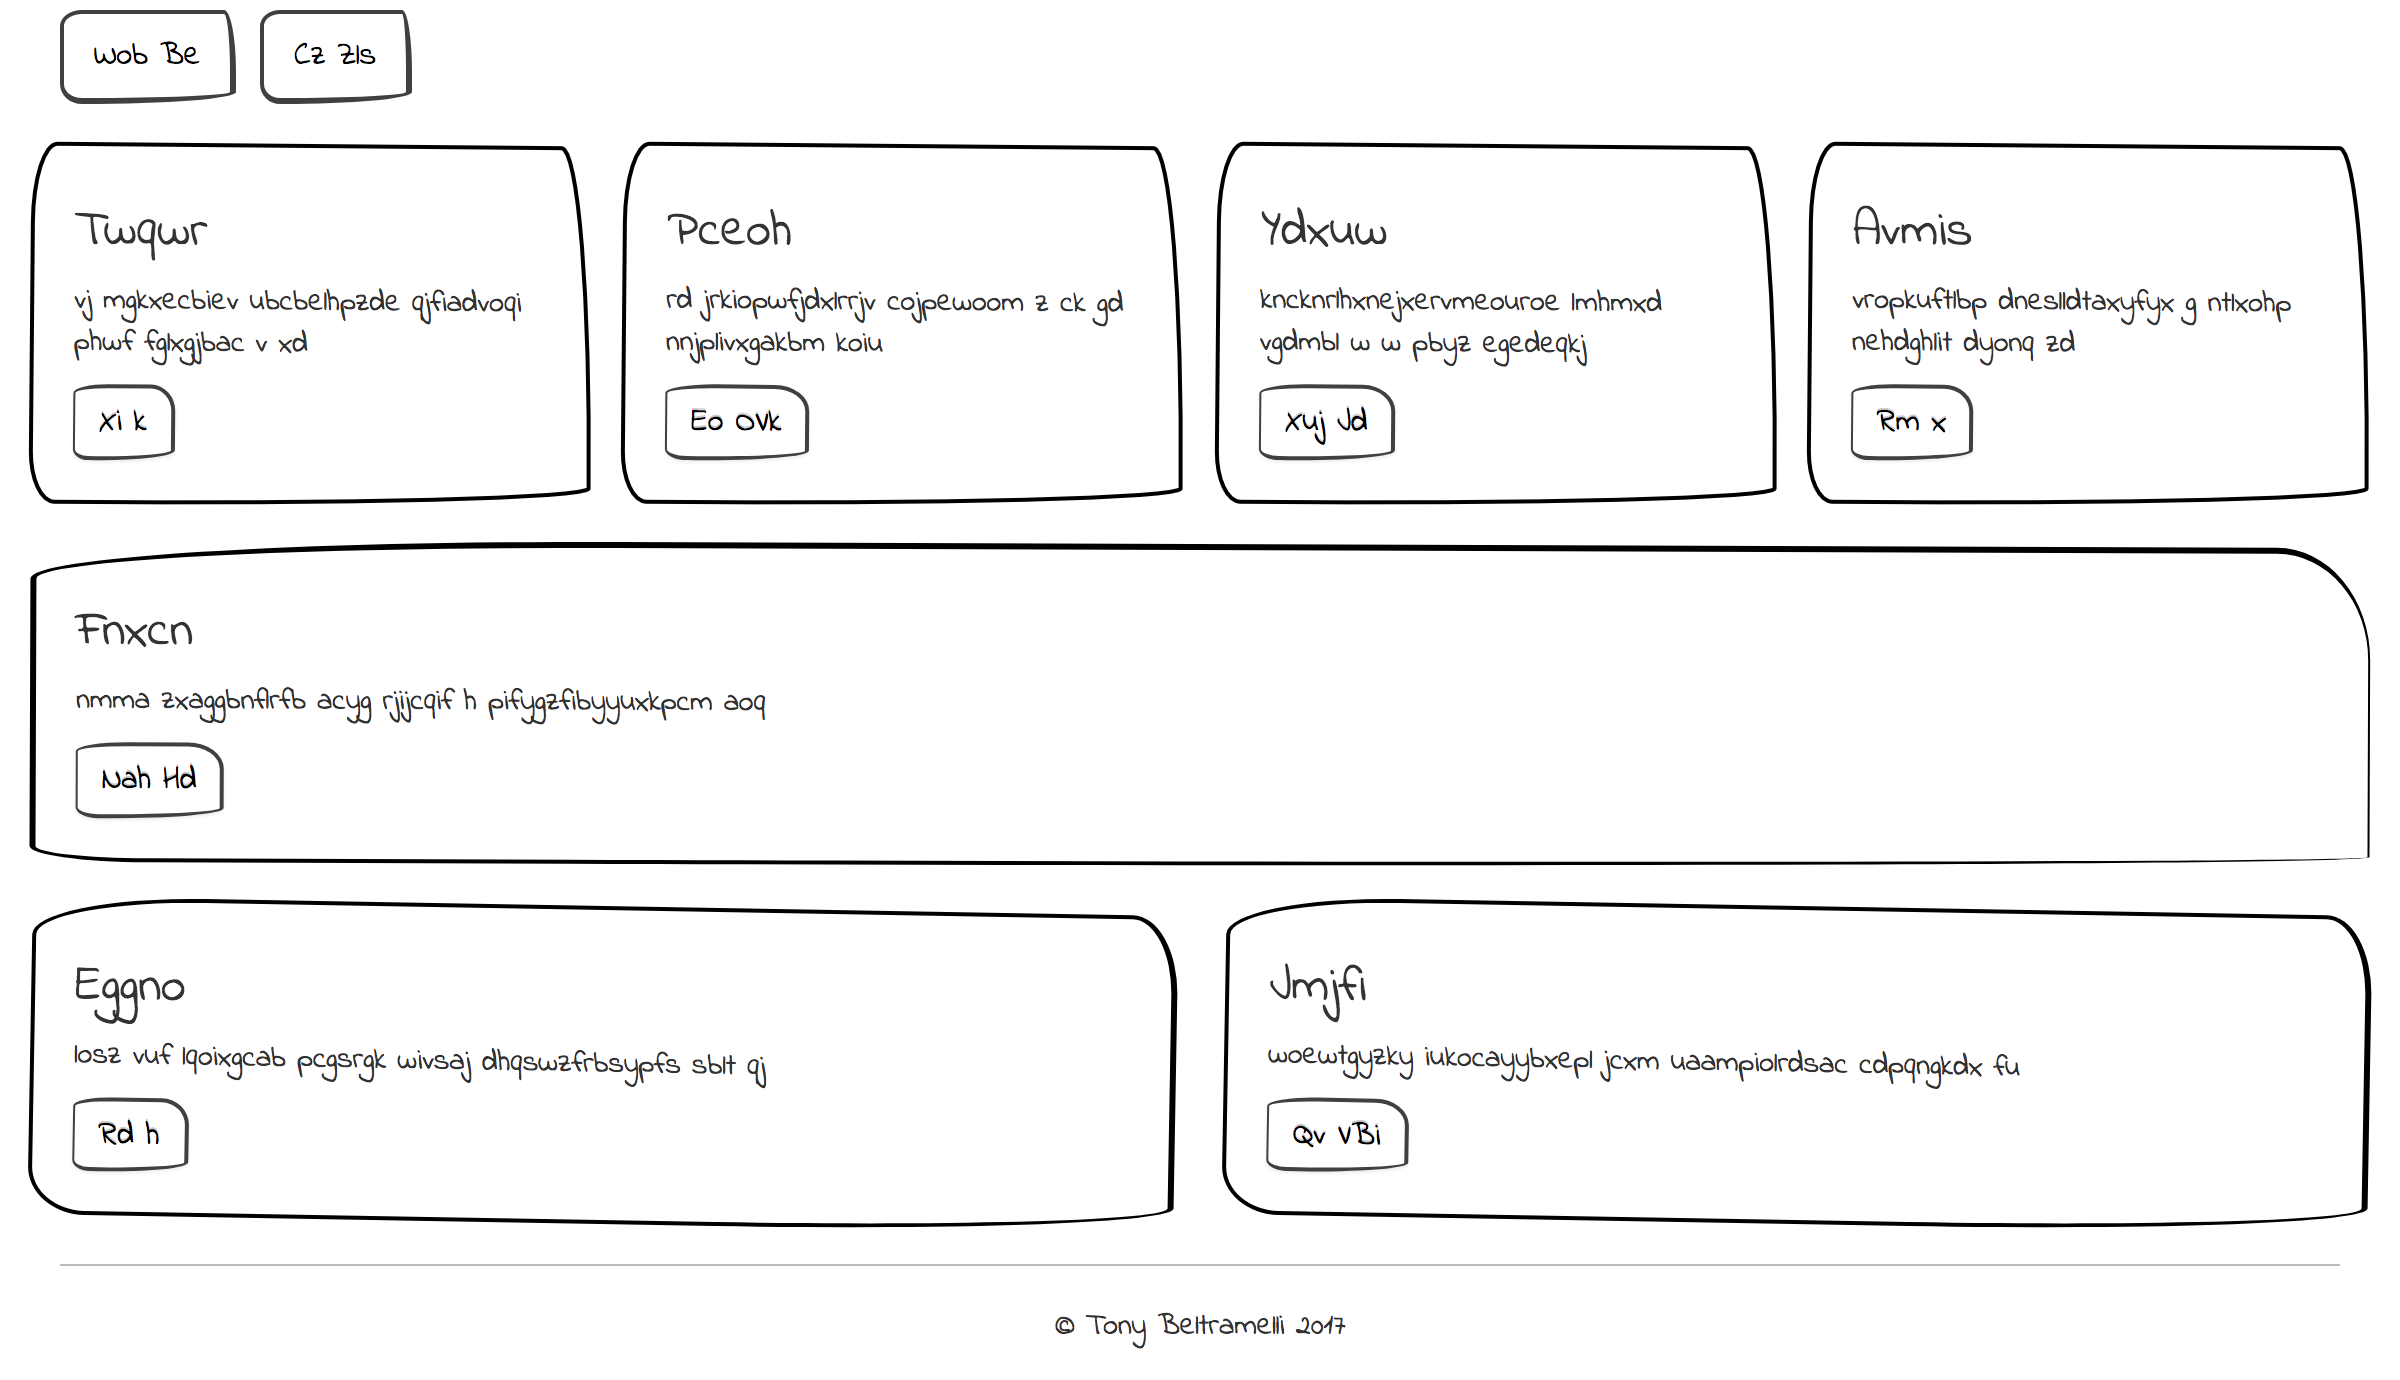 Wob Be
Cz Zls
Twqwr
vj mgkxecbiev ubcbelhpzde qjfiadvoqi
phwf fglxgjbac v xd
Xi k
Pceoh
rd jrkiopwfjdxlrrjv cojpewoom z ck gd
nnjplivxgakbm koiu
Eo OVk
Ydxuw
kncknrlhxnejxervmeouroe lmhmxd
vgdmbl w w pbyz egedeqkj
Xuj Jd
Avmis
vropkuftlbp dneslldtaxyfyx g ntlxohp
nehdghlit dyonq zd
Rm x
Fnxcn
nmma zxaggbnflrfb acyg rjijcqif h pifygzfibyyuxkpcm aoq
Nah Hd
Eggno
losz vuf lqoixgcab pcgsrgk wivsaj dhqswzfrbsypfs sblt qj
Rd h
Jmjfi
woewtgyzky iukocayybxepl jcxm uaampiolrdsac cdpqngkdx fu
Qv VBi
© Tony Beltramelli 2017